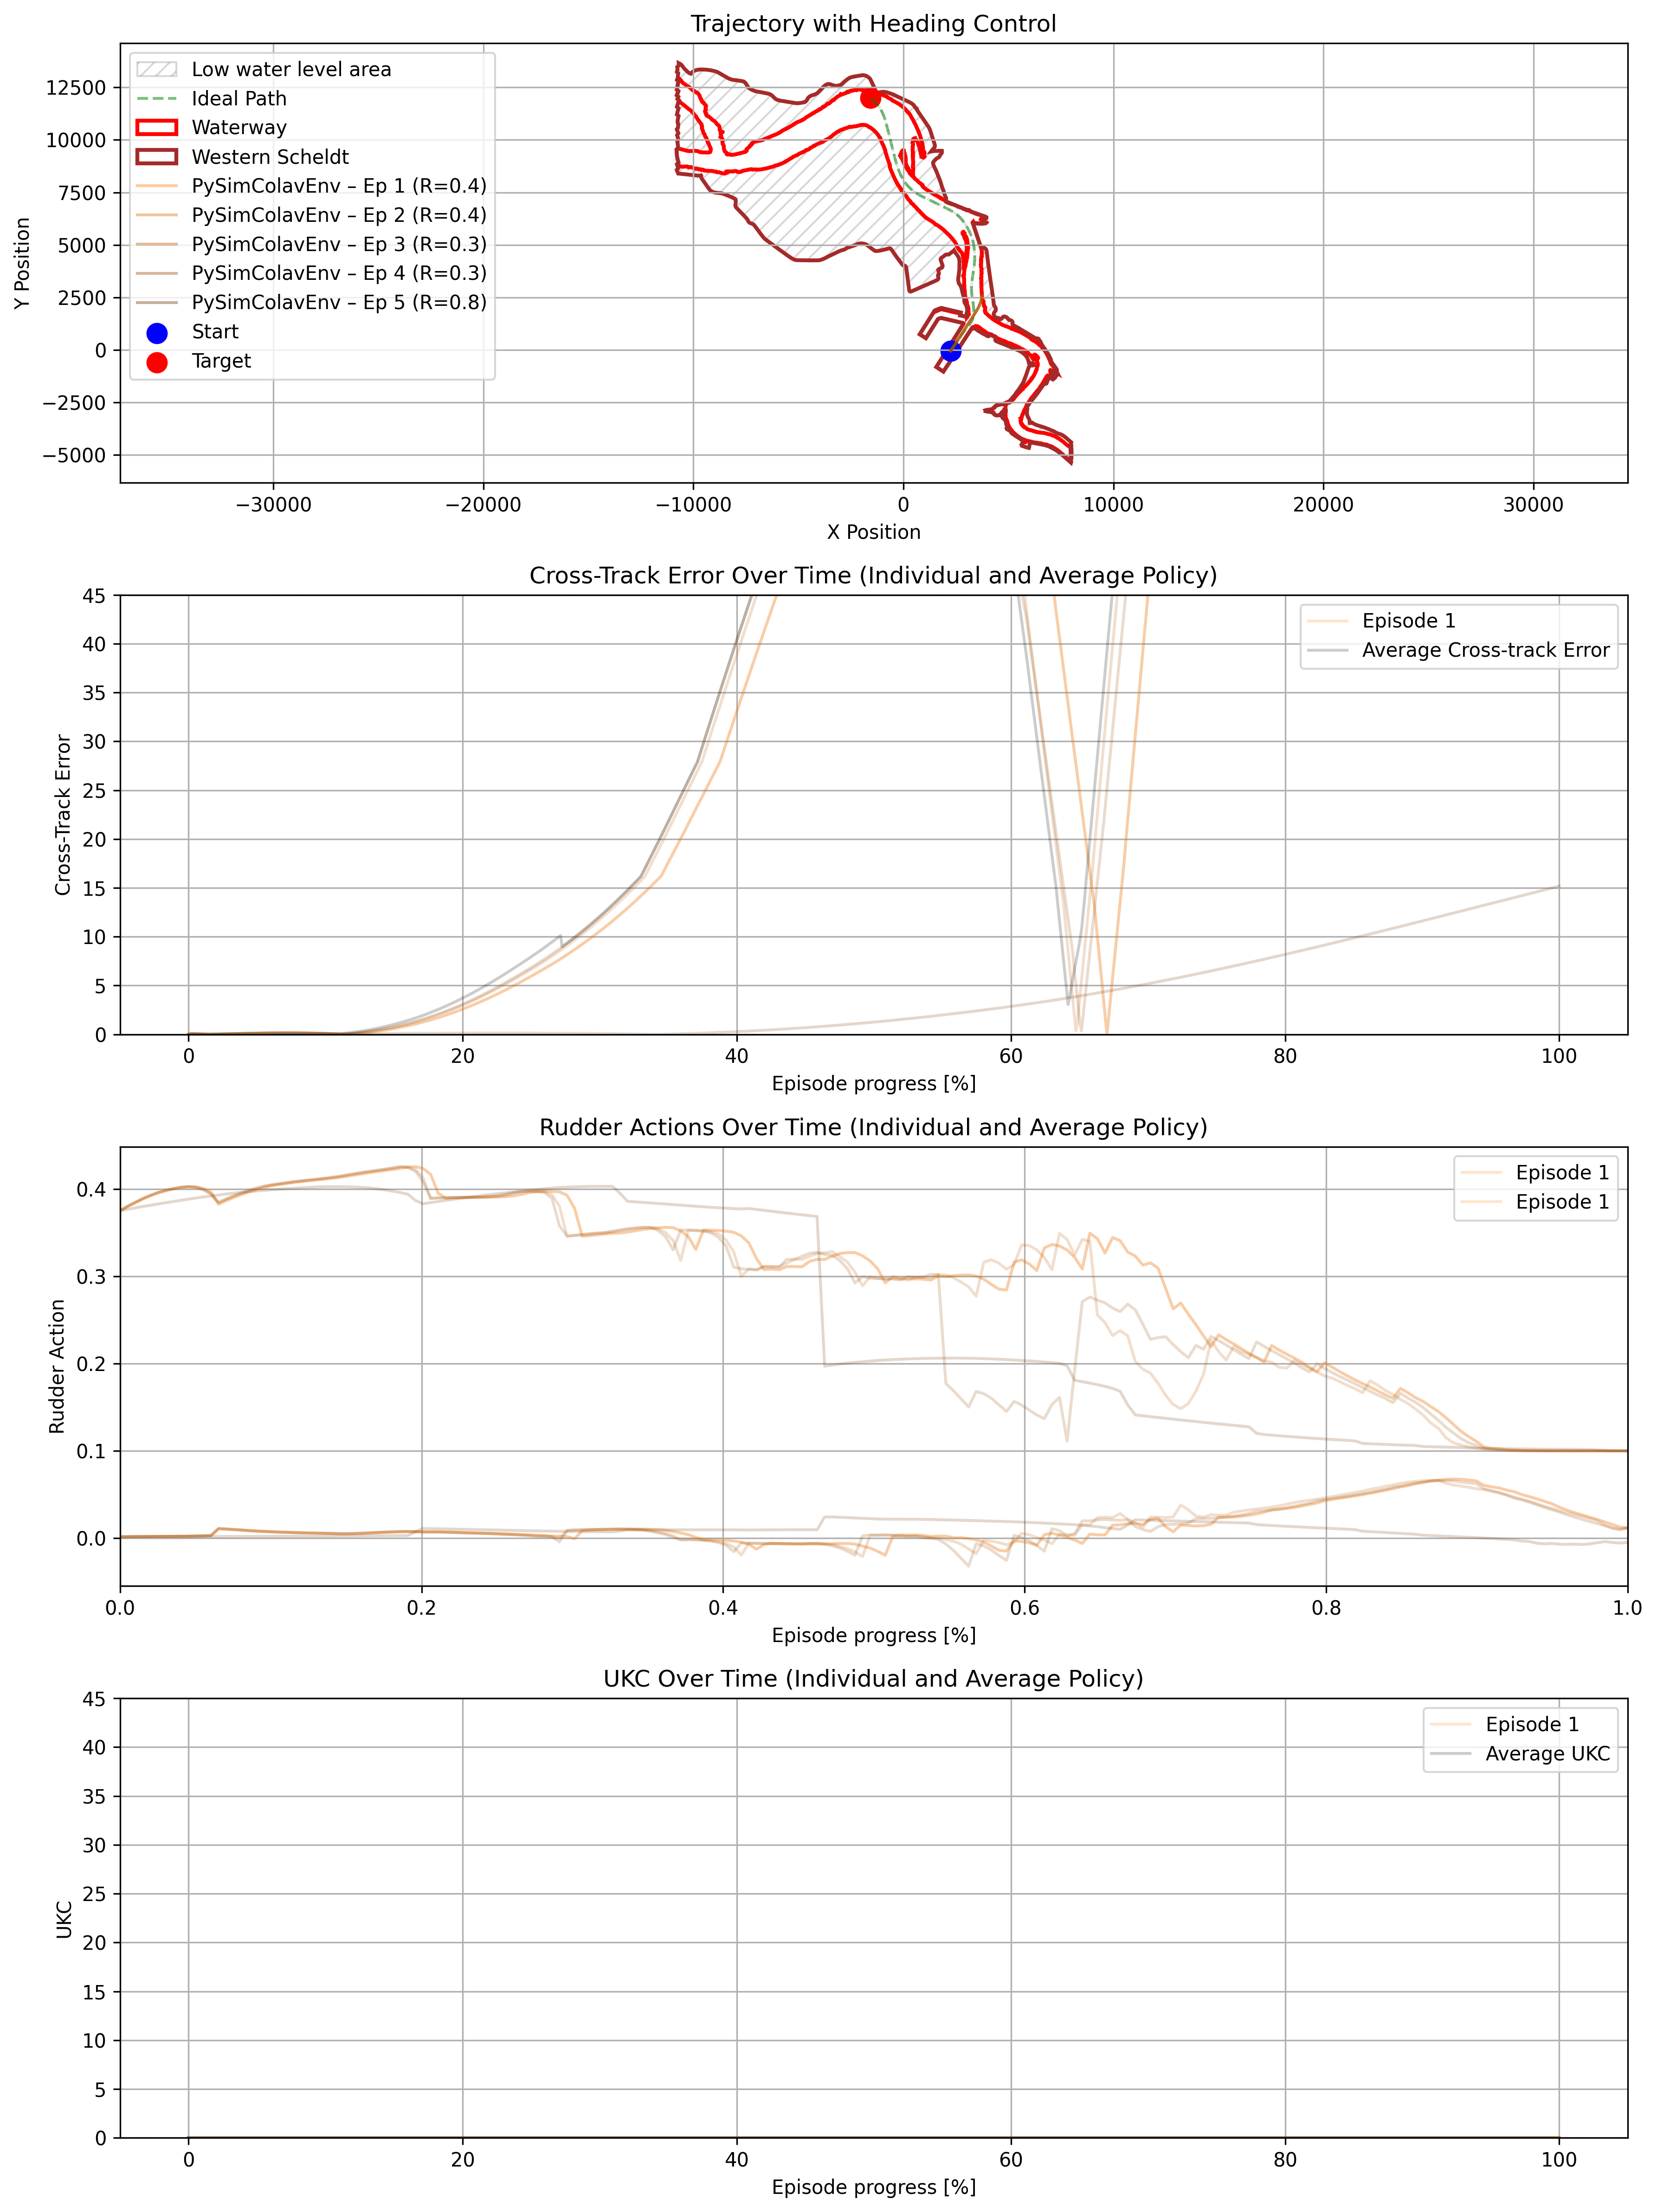 Trajectory with Heading Control
Low water level area
Ideal Path
Waterway
Western Scheldt
PySimColavEnv – Ep 1 (R=0.4)
PySimColavEnv – Ep 2 (R=0.4)
PySimColavEnv – Ep 3 (R=0.3)
PySimColavEnv – Ep 4 (R=0.3)
PySimColavEnv – Ep 5 (R=0.8)
Start
Target
Y Position
12500
10000
7500
5000
2500
0
−2500
−5000
−30000 −20000 −10000 0 10000 20000 30000
X Position
Cross-Track Error Over Time (Individual and Average Policy)
Episode 1
Average Cross-track Error
Cross-Track Error
45
40
35
30
25
20
15
10
5
0
0 20 40 60 80 100
Episode progress [%]
Rudder Actions Over Time (Individual and Average Policy)
Episode 1
Episode 1
Rudder Action
0.4
0.3
0.2
0.1
0.0
0.0 0.2 0.4 0.6 0.8 1.0
Episode progress [%]
UKC Over Time (Individual and Average Policy)
Episode 1
Average UKC
UKC
45
40
35
30
25
20
15
10
5
0
0 20 40 60 80 100
Episode progress [%]